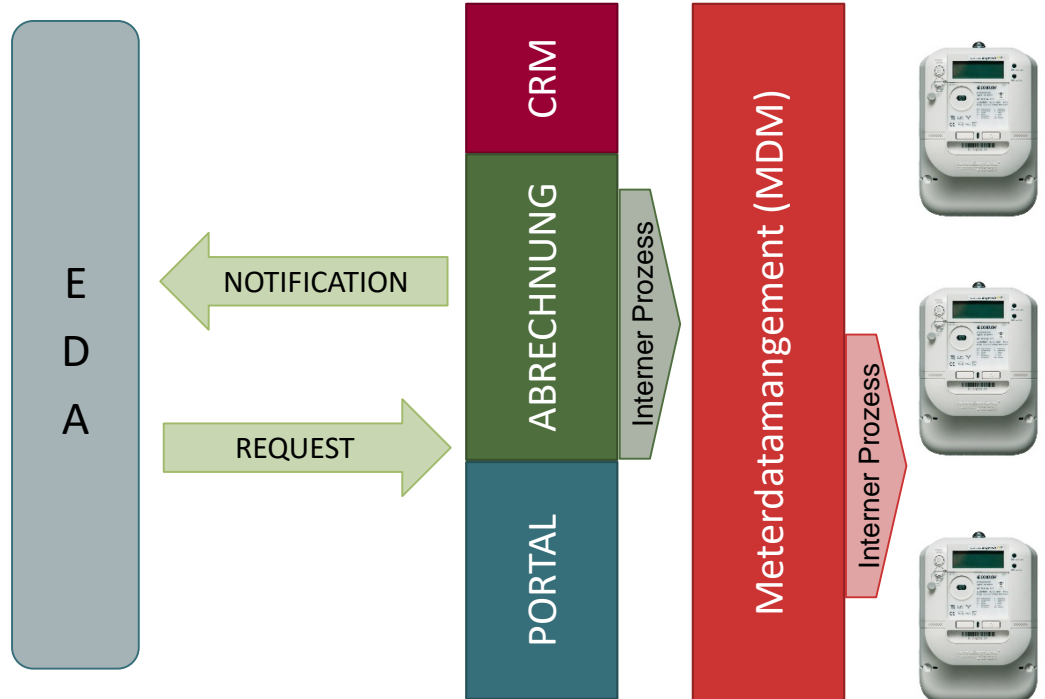 E
D
A
NOTIFICATION
REQUEST
CRM
ABRECHNUNG
PORTAL
Interner Prozess
Meterdatamangement (MDM)
Interner Prozess